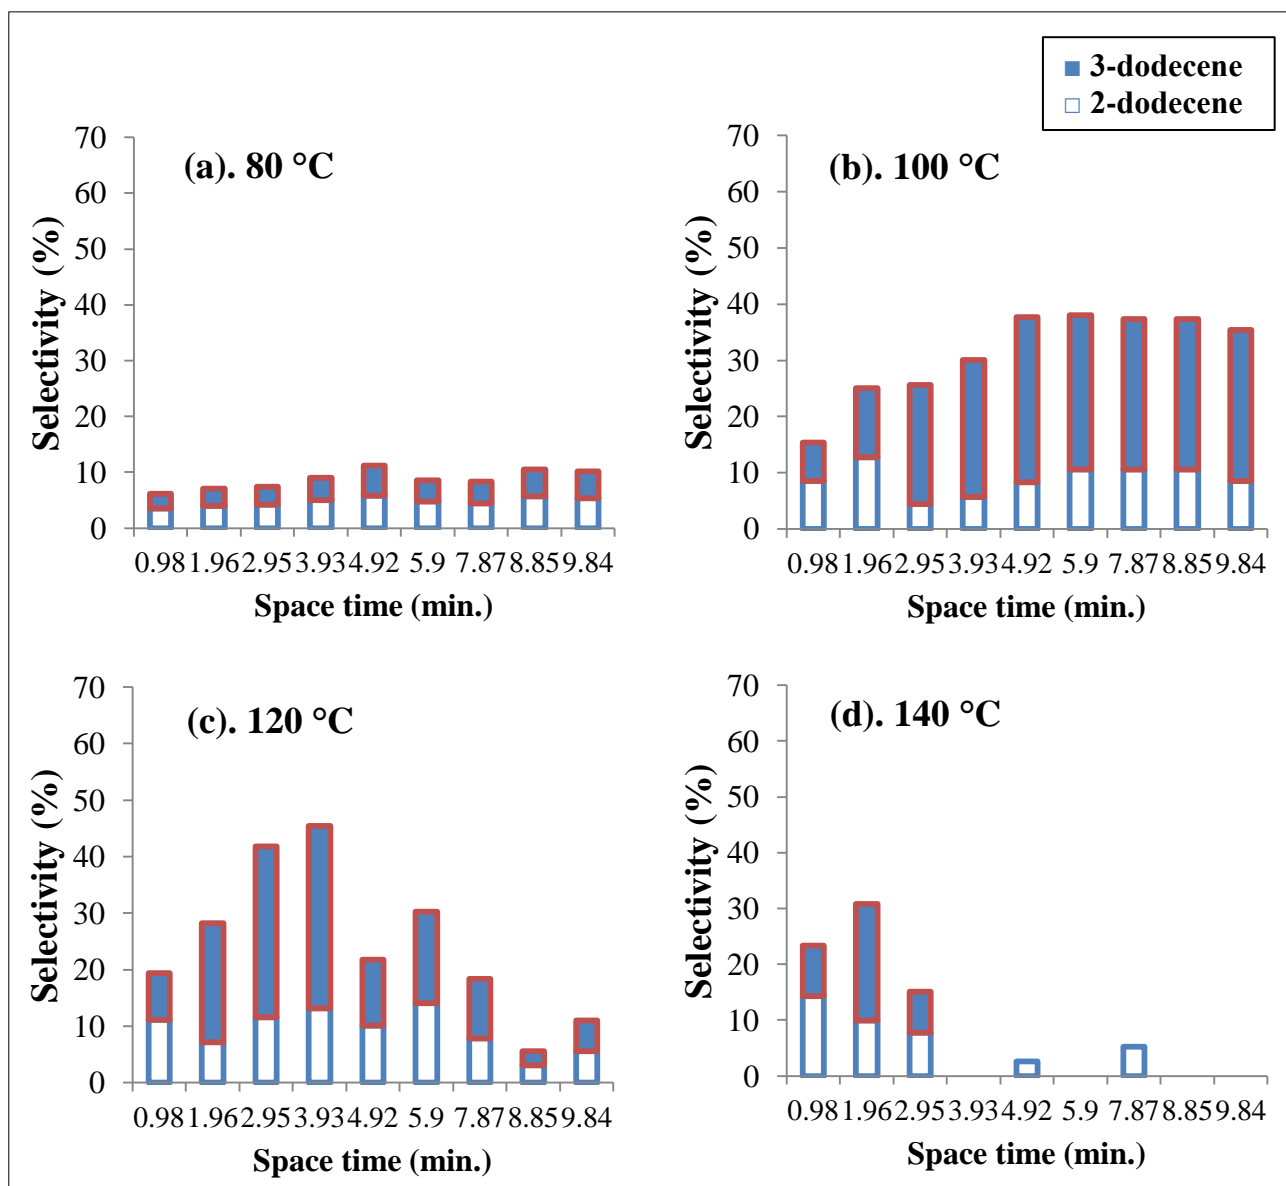 3-dodecene
2-dodecene
(a). 80 °C
Selectivity (%)
70
60
50
40
30
20
10
0
0.98 1.96 2.95 3.93 4.92 5.9 7.87 8.85 9.84
Space time (min.)
(b). 100 °C
Selectivity (%)
70
60
50
40
30
20
10
0
0.98 1.96 2.95 3.93 4.92 5.9 7.87 8.85 9.84
Space time (min.)
(c). 120 °C
Selectivity (%)
70
60
50
40
30
20
10
0
0.98 1.96 2.95 3.93 4.92 5.9 7.87 8.85 9.84
Space time (min.)
(d). 140 °C
Selectivity (%)
70
60
50
40
30
20
10
0
0.98 1.96 2.95 3.93 4.92 5.9 7.87 8.85 9.84
Space time (min.)